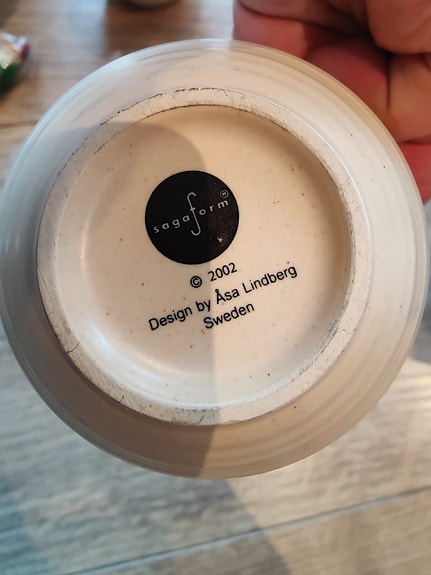 sagaform®
© 2002
Design by Åsa Lindberg
Sweden